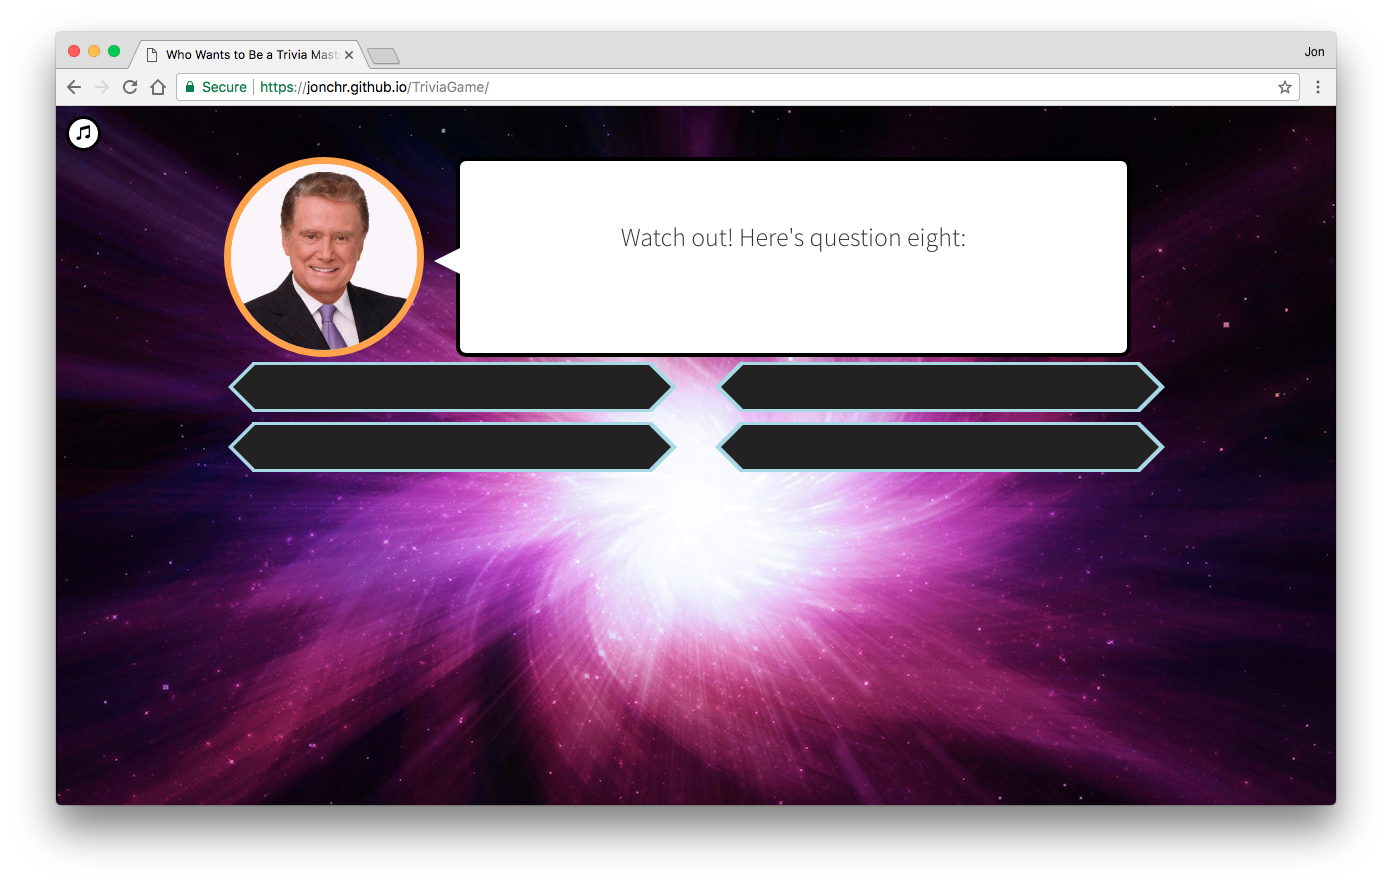 Who Wants to Be a Trivia Mast
Jon
Secure
https://jonchr.github.io/TriviaGame/
Watch out! Here's question eight: